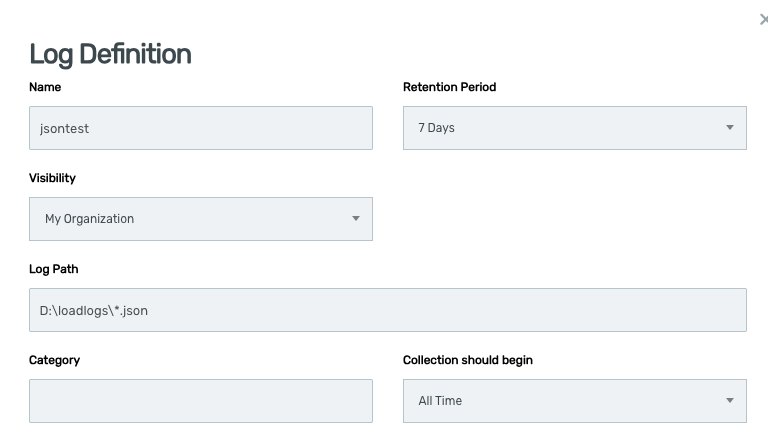 Log Definition
Name
Retention Period
jsontest
7 Days
Visibility
My Organization
Log Path
D:\loadlogs\*.json
Category
Collection should begin
All Time